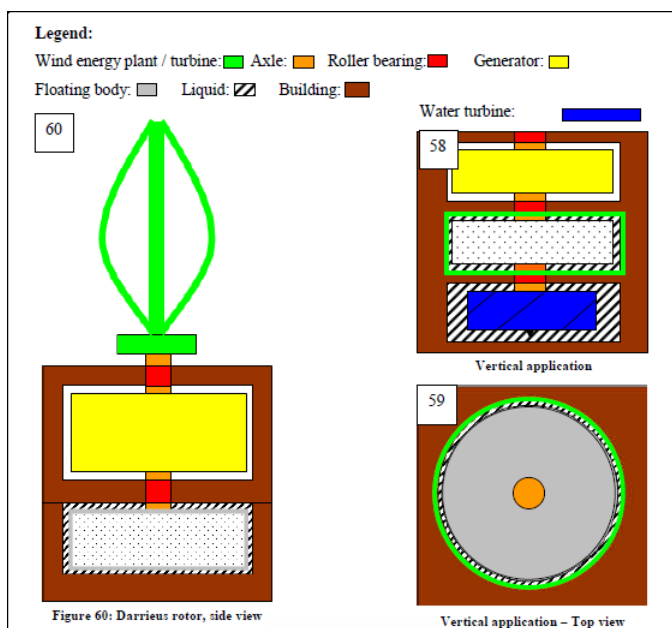 Legend:
Wind energy plant / turbine: Axle: Roller bearing: Generator:
Floating body: Liquid: Building:
Water turbine:
60
58
Vertical application
59
Figure 60: Darrieus rotor, side view
Vertical application – Top view